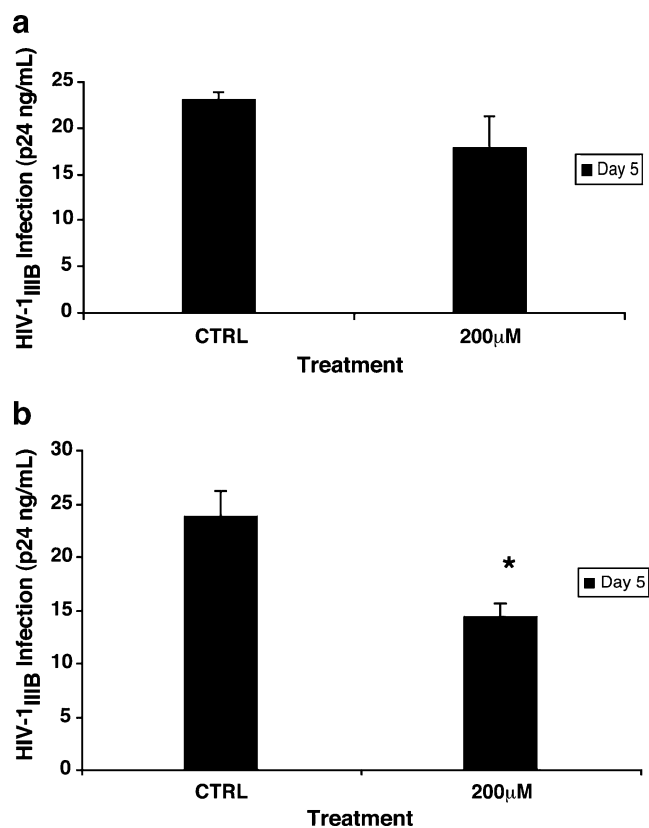 a
HIV-1IIIB Infection (p24 ng/mL)
25
20
15
10
5
0
CTRL
200µM
Treatment
Day 5
b
HIV-1IIIB Infection (p24 ng/mL)
30
25
20
15
10
5
0
*
CTRL
200µM
Treatment
Day 5